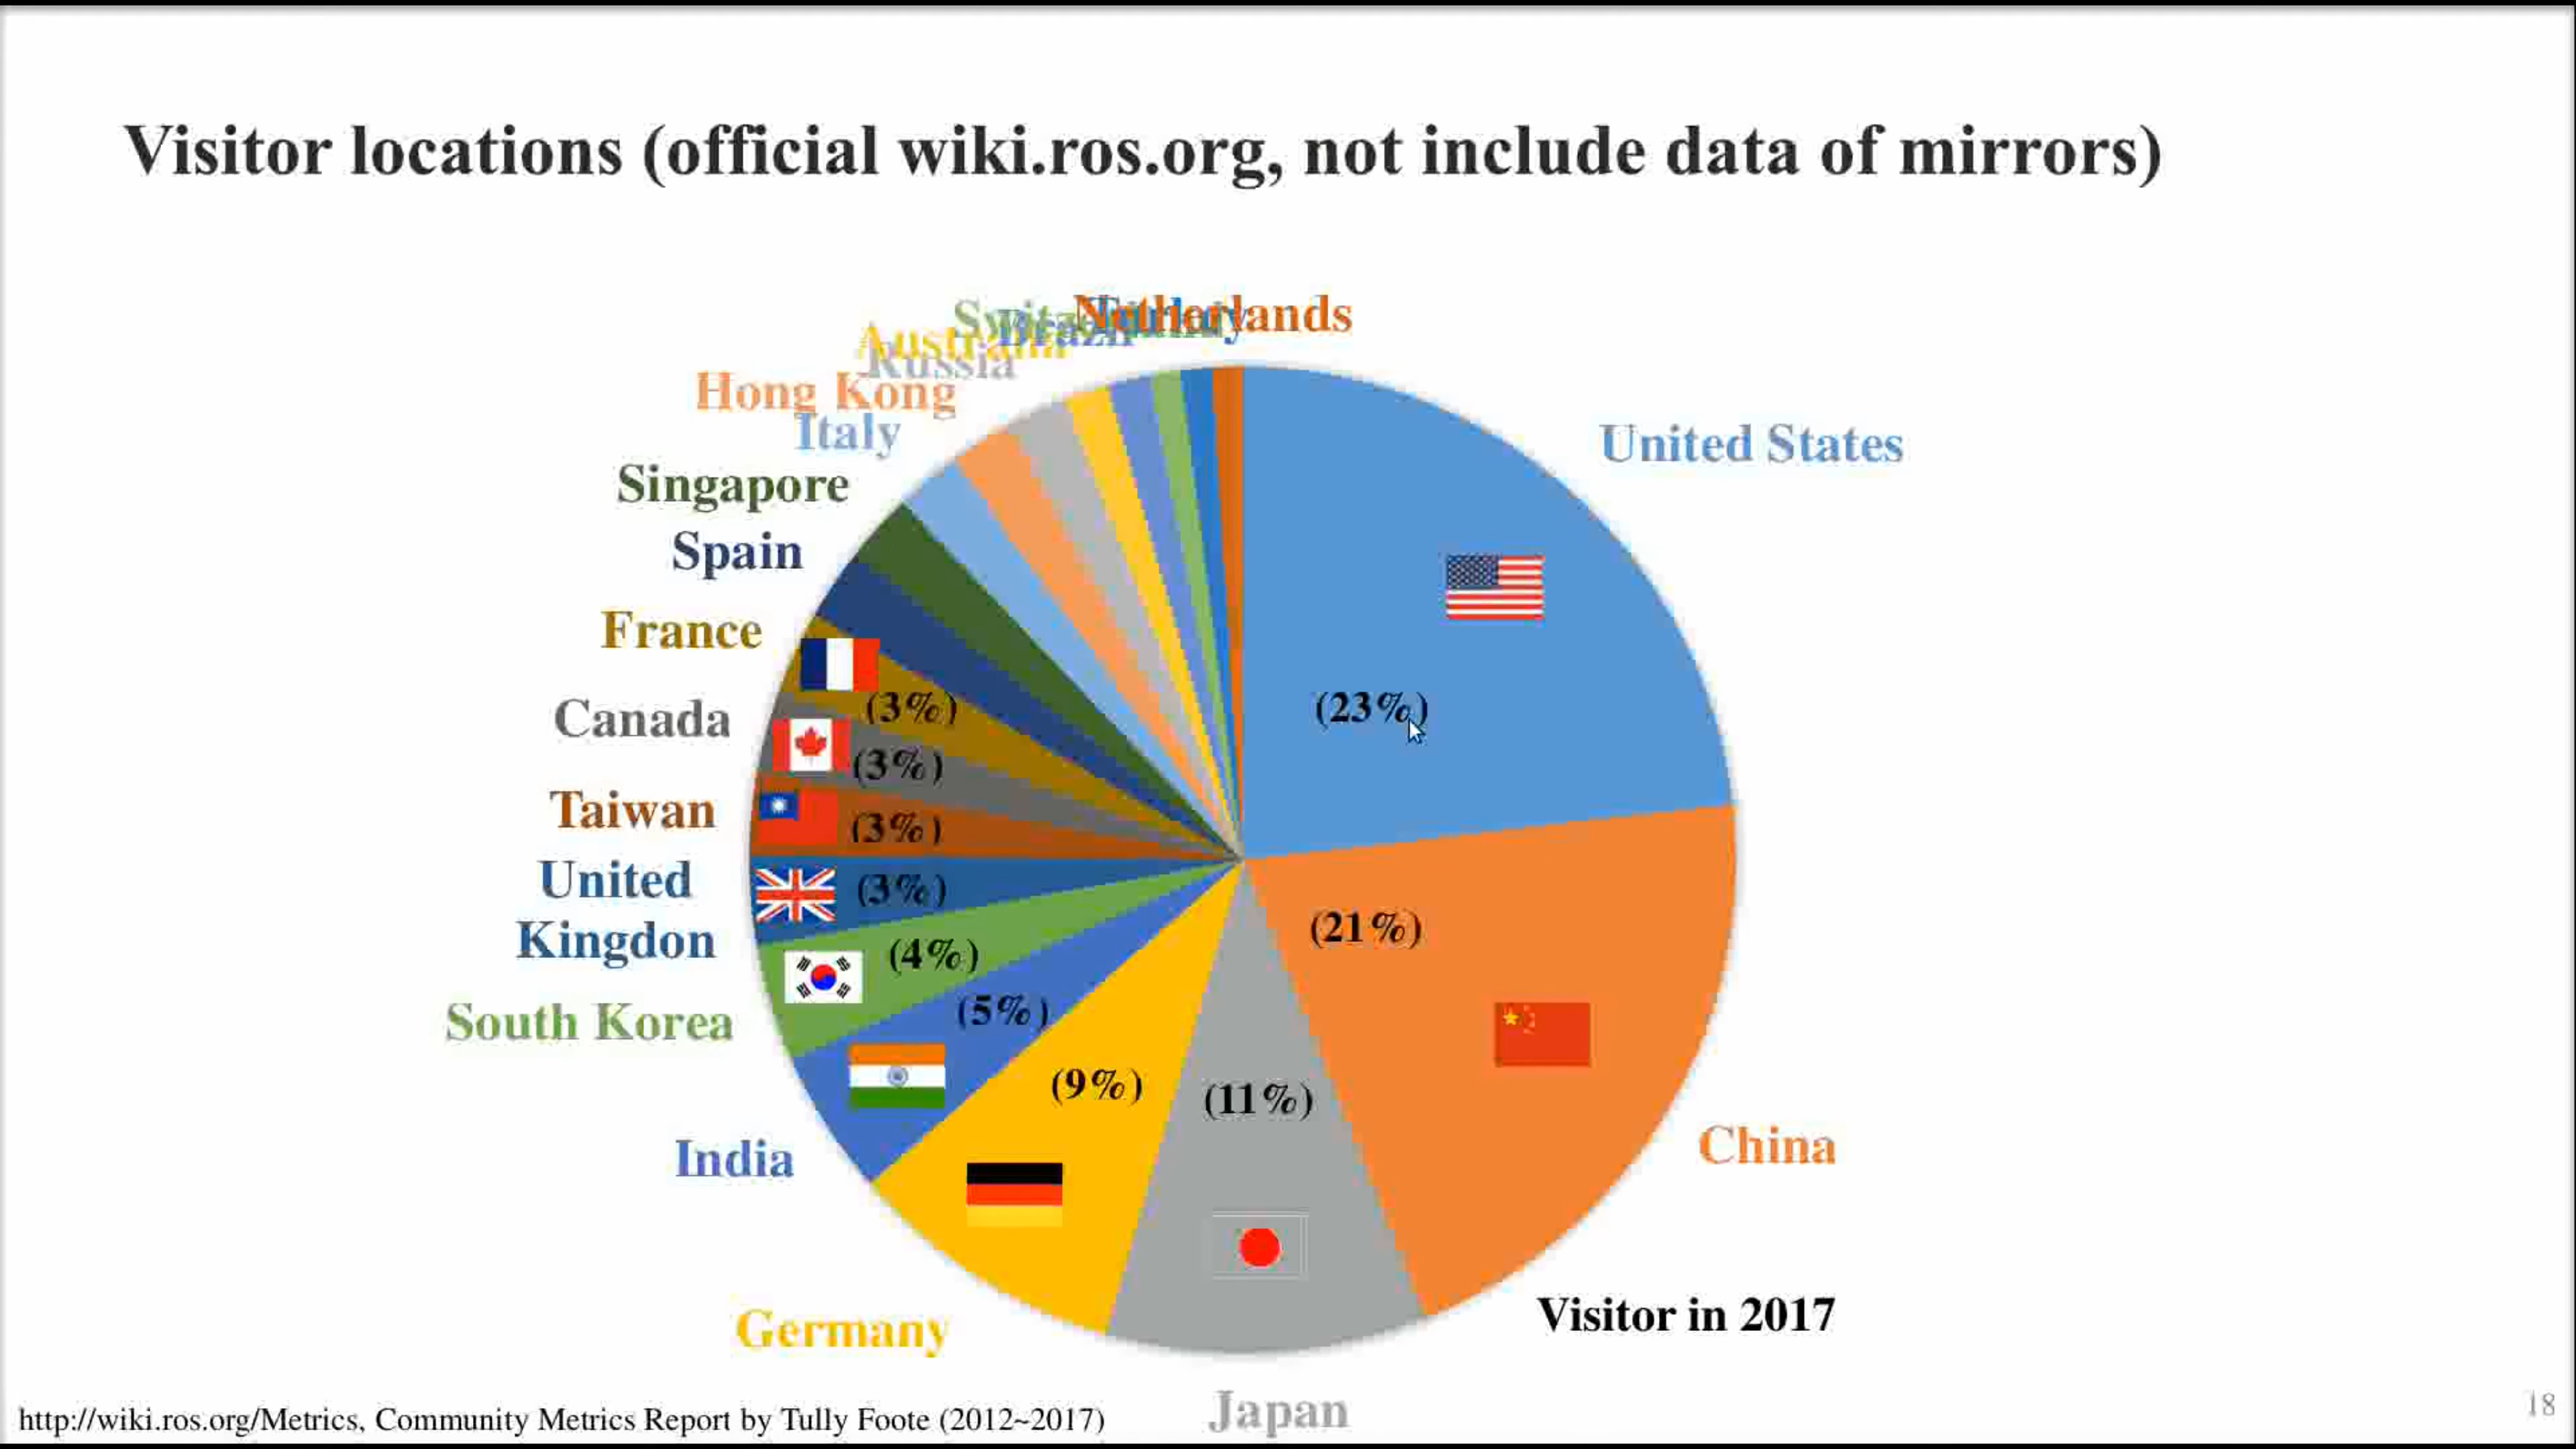 Visitor locations (official wiki.ros.org, not include data of mirrors)
Netherlands
Brazil
Australia
Russia
Hong Kong
Italy
Singapore
Spain
France
Canada
Taiwan
United
Kingdon
South Korea
India
Germany
Japan
China
United States
(23%)
(21%)
(11%)
(9%)
(5%)
(4%)
(3%)
(3%)
(3%)
(3%)
Visitor in 2017
http://wiki.ros.org/Metrics, Community Metrics Report by Tully Foote (2012~2017)
18